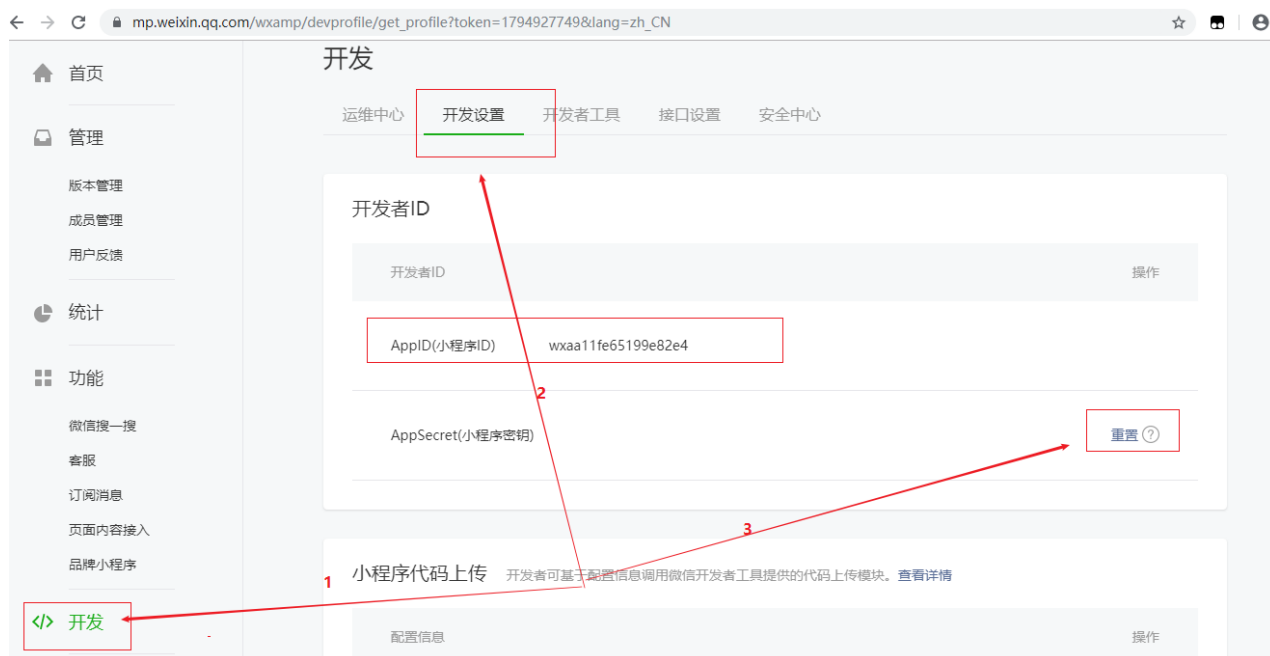 mp.weixin.qq.com/wxamp/devprofile/get_profile?token=1794927749&lang=zh_CN
首页
管理
版本管理
成员管理
用户反馈
统计
功能
微信搜一搜
客服
订阅消息
页面内容接入
品牌小程序
</> 开发
开发
运维中心 开发设置 开发者工具 接口设置 安全中心
开发者ID
开发者ID 操作
AppID(小程序ID) wxaa11fe65199e82e4
2
AppSecret(小程序密钥) 重置 ?
3
1
小程序代码上传 开发者可基于配置信息调用微信开发者工具提供的代码上传模块。查看详情
配置信息 操作